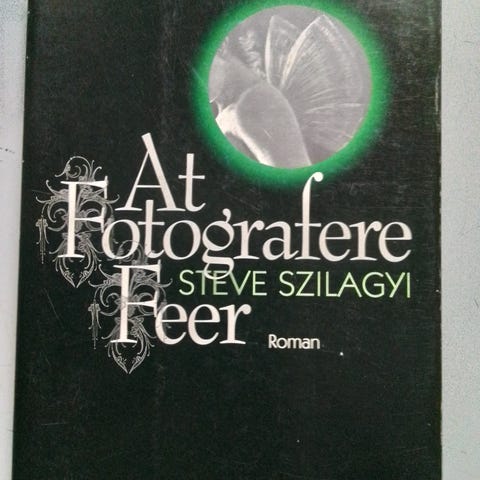 At
Fotografere
STEVE SZILAGYI
Feer
Roman